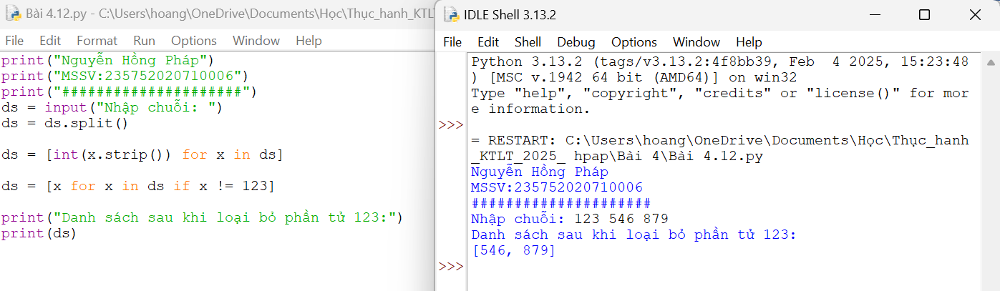 Bài 4.12.py - C:\Users\hoang\OneDrive\Documents\Học\Thục_hanh_KTLT
File Edit Format Run Options Window Help
print("Nguyễn Hồng Pháp")
print("MSSV:235752020710006")
print("#####################")
ds = input("Nhập chuỗi: ")
ds = ds.split()
ds = [int(x.strip()) for x in ds]
ds = [x for x in ds if x != 123]
print("Danh sách sau khi loại bỏ phần tử 123:")
print(ds)
IDLE Shell 3.13.2
File Edit Shell Debug Options Window Help
Python 3.13.2 (tags/v3.13.2:4f8bb39, Feb  4 2025, 15:23:48
) [MSC v.1942 64 bit (AMD64)] on win32
Type "help", "copyright", "credits" or "license()" for mor
e information.
>>>
= RESTART: C:\Users\hoang\OneDrive\Documents\Học\Thục_hanh
_KTLT_2025_ hpap\Bài 4\Bài 4.12.py
Nguyễn Hồng Pháp
MSSV:235752020710006
#####################
Nhập chuỗi: 123 546 879
Danh sách sau khi loại bỏ phần tử 123:
[546, 879]
>>>